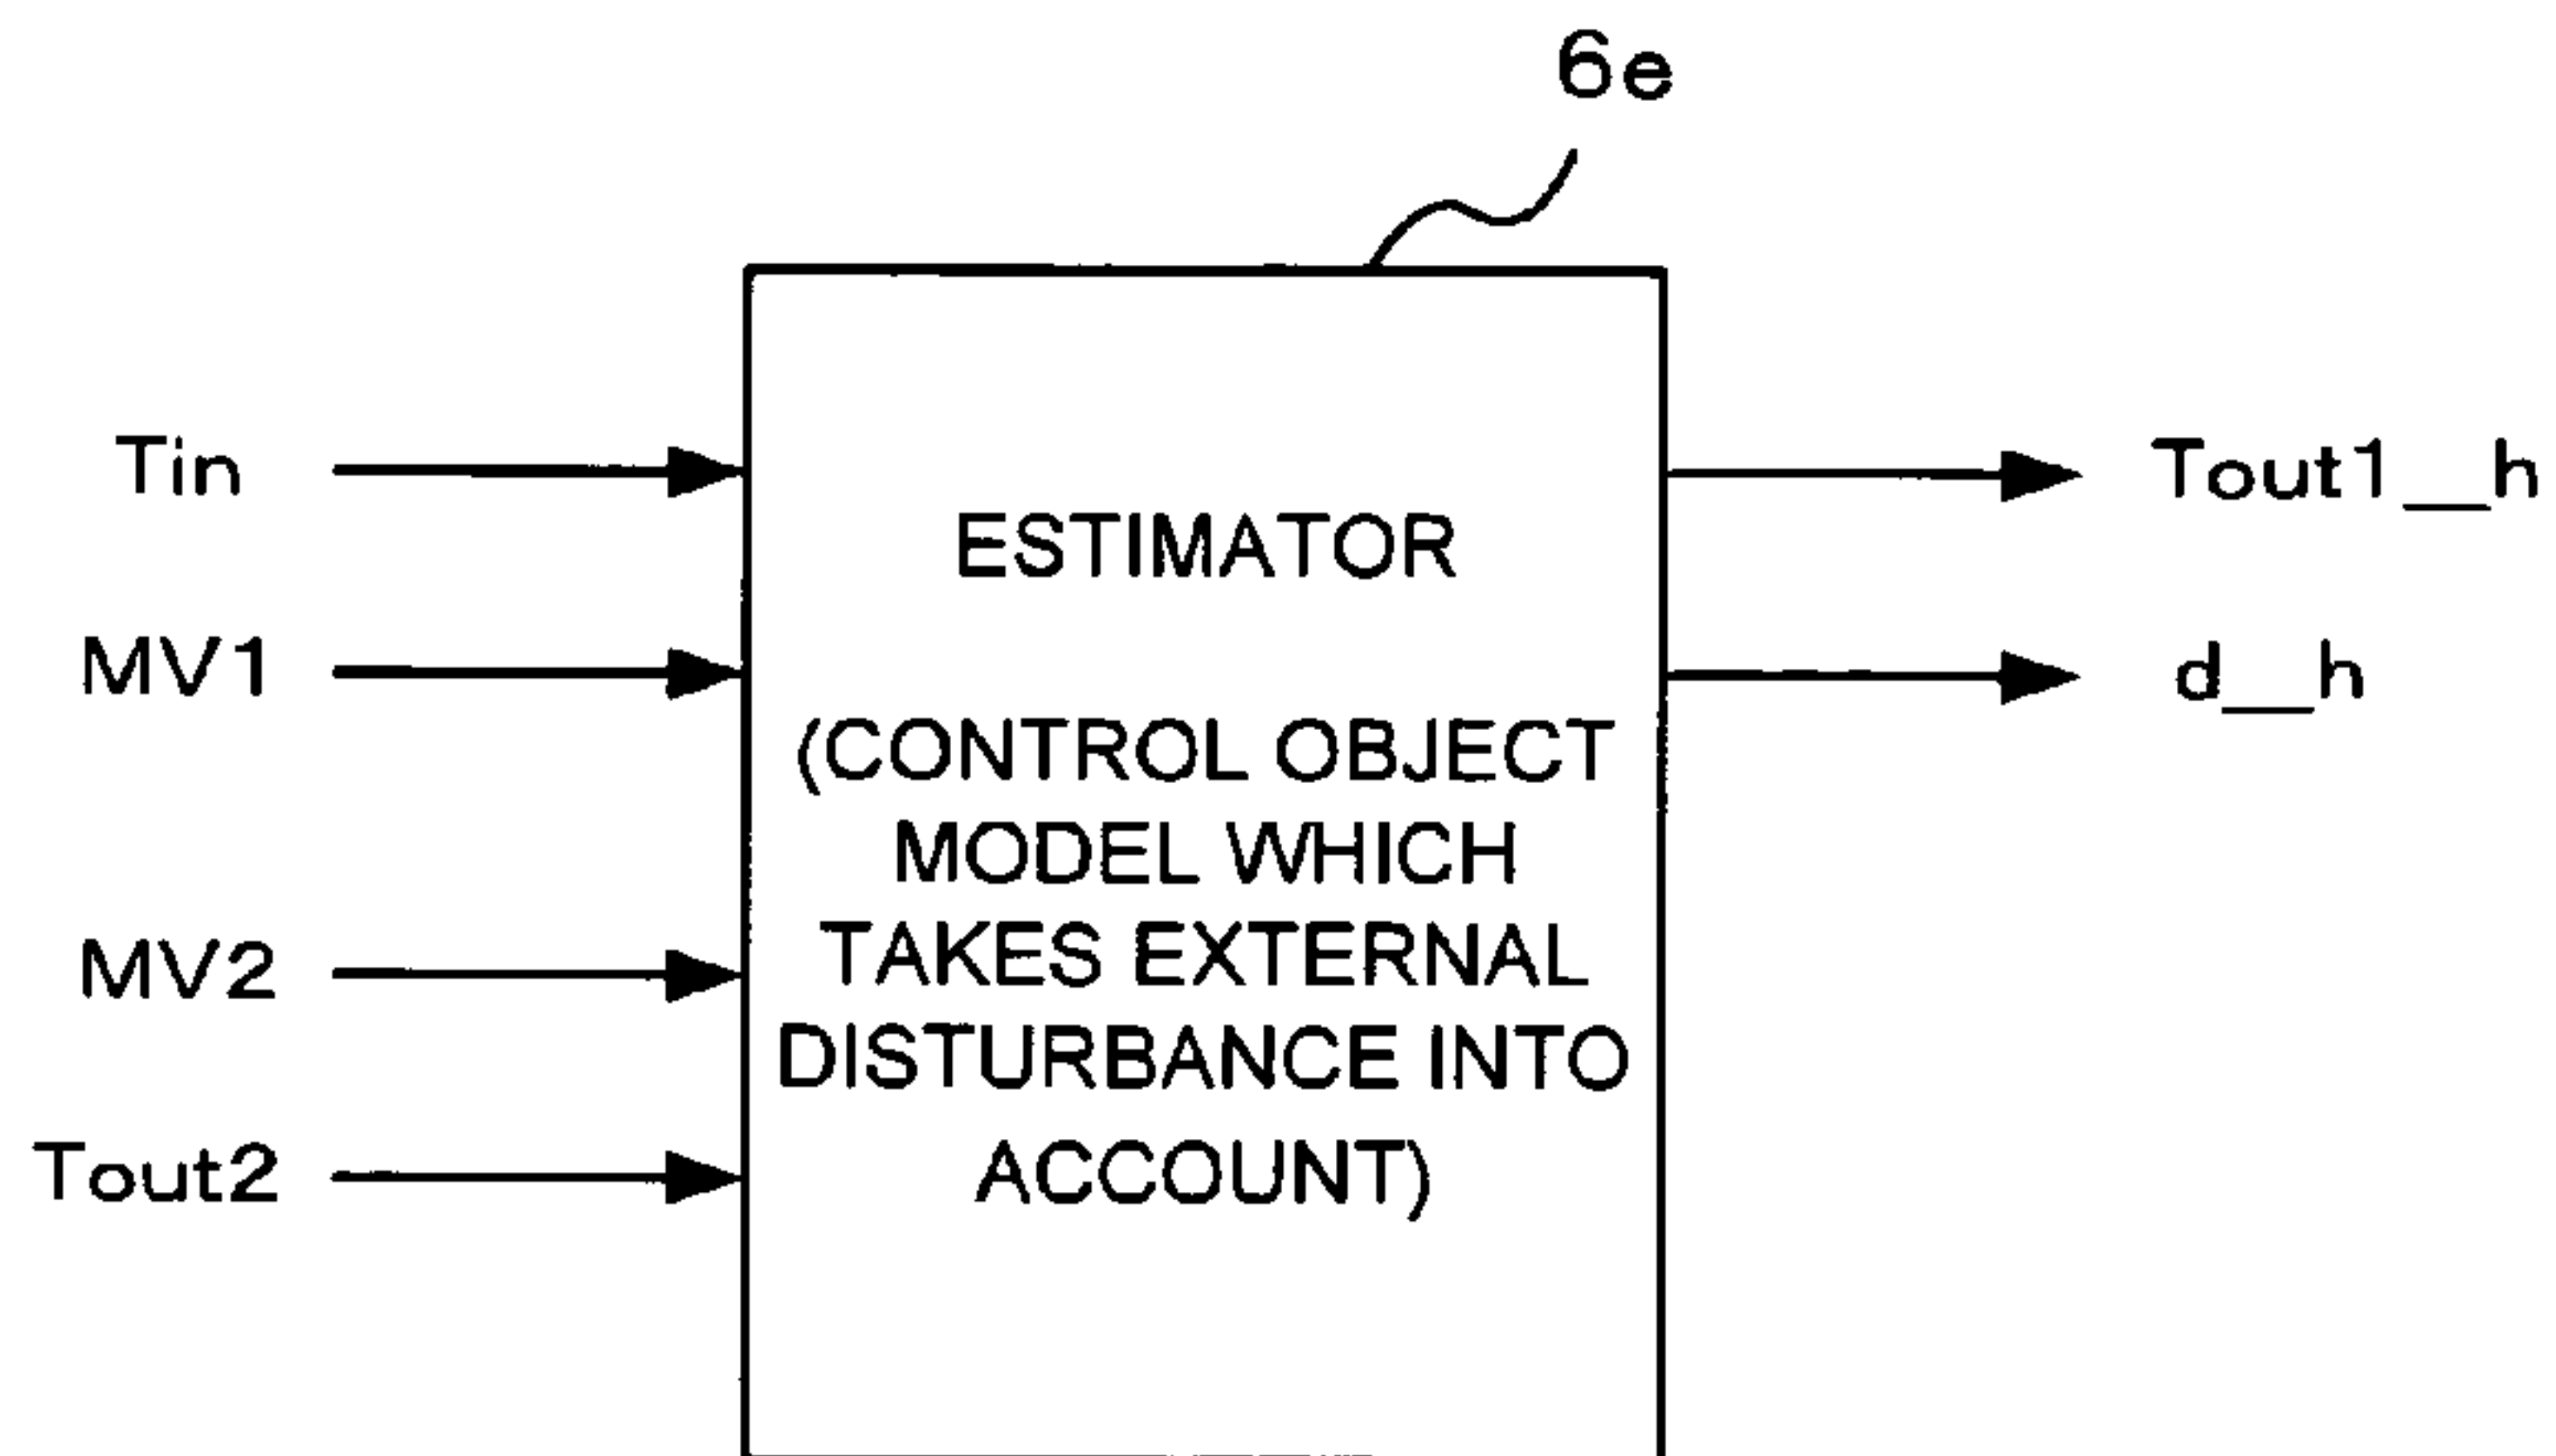 6e
Tin
MV1
MV2
Tout2
ESTIMATOR
(CONTROL OBJECT
MODEL WHICH
TAKES EXTERNAL
DISTURBANCE INTO
ACCOUNT)
Tout1__h
d__h